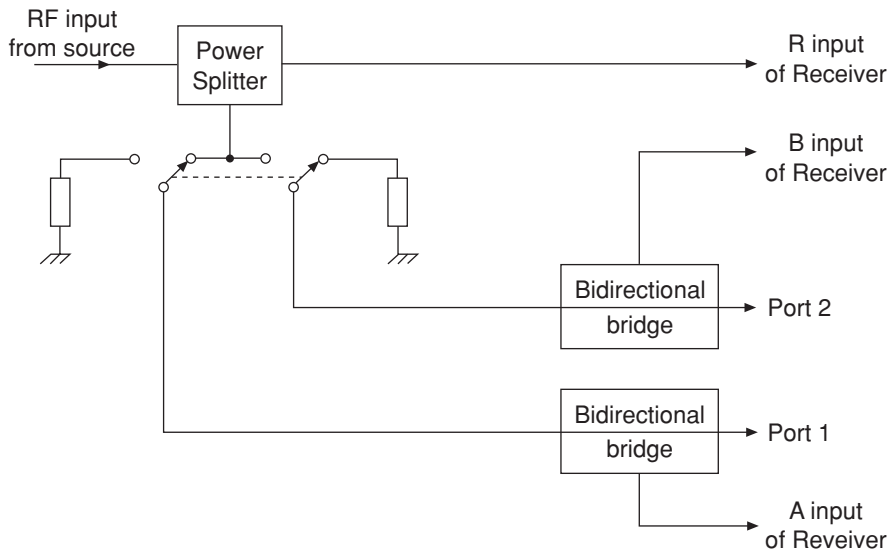 RF input
from source
Power
Splitter
R input
of Receiver
B input
of Receiver
Bidirectional
bridge
Port 2
Bidirectional
bridge
Port 1
A input
of Reveiver